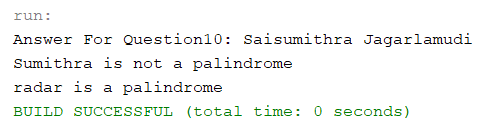 run:
Answer For Question10: Saisumithra Jagarlamudi
Sumithra is not a palindrome
radar is a palindrome
BUILD SUCCESSFUL (total time: 0 seconds)